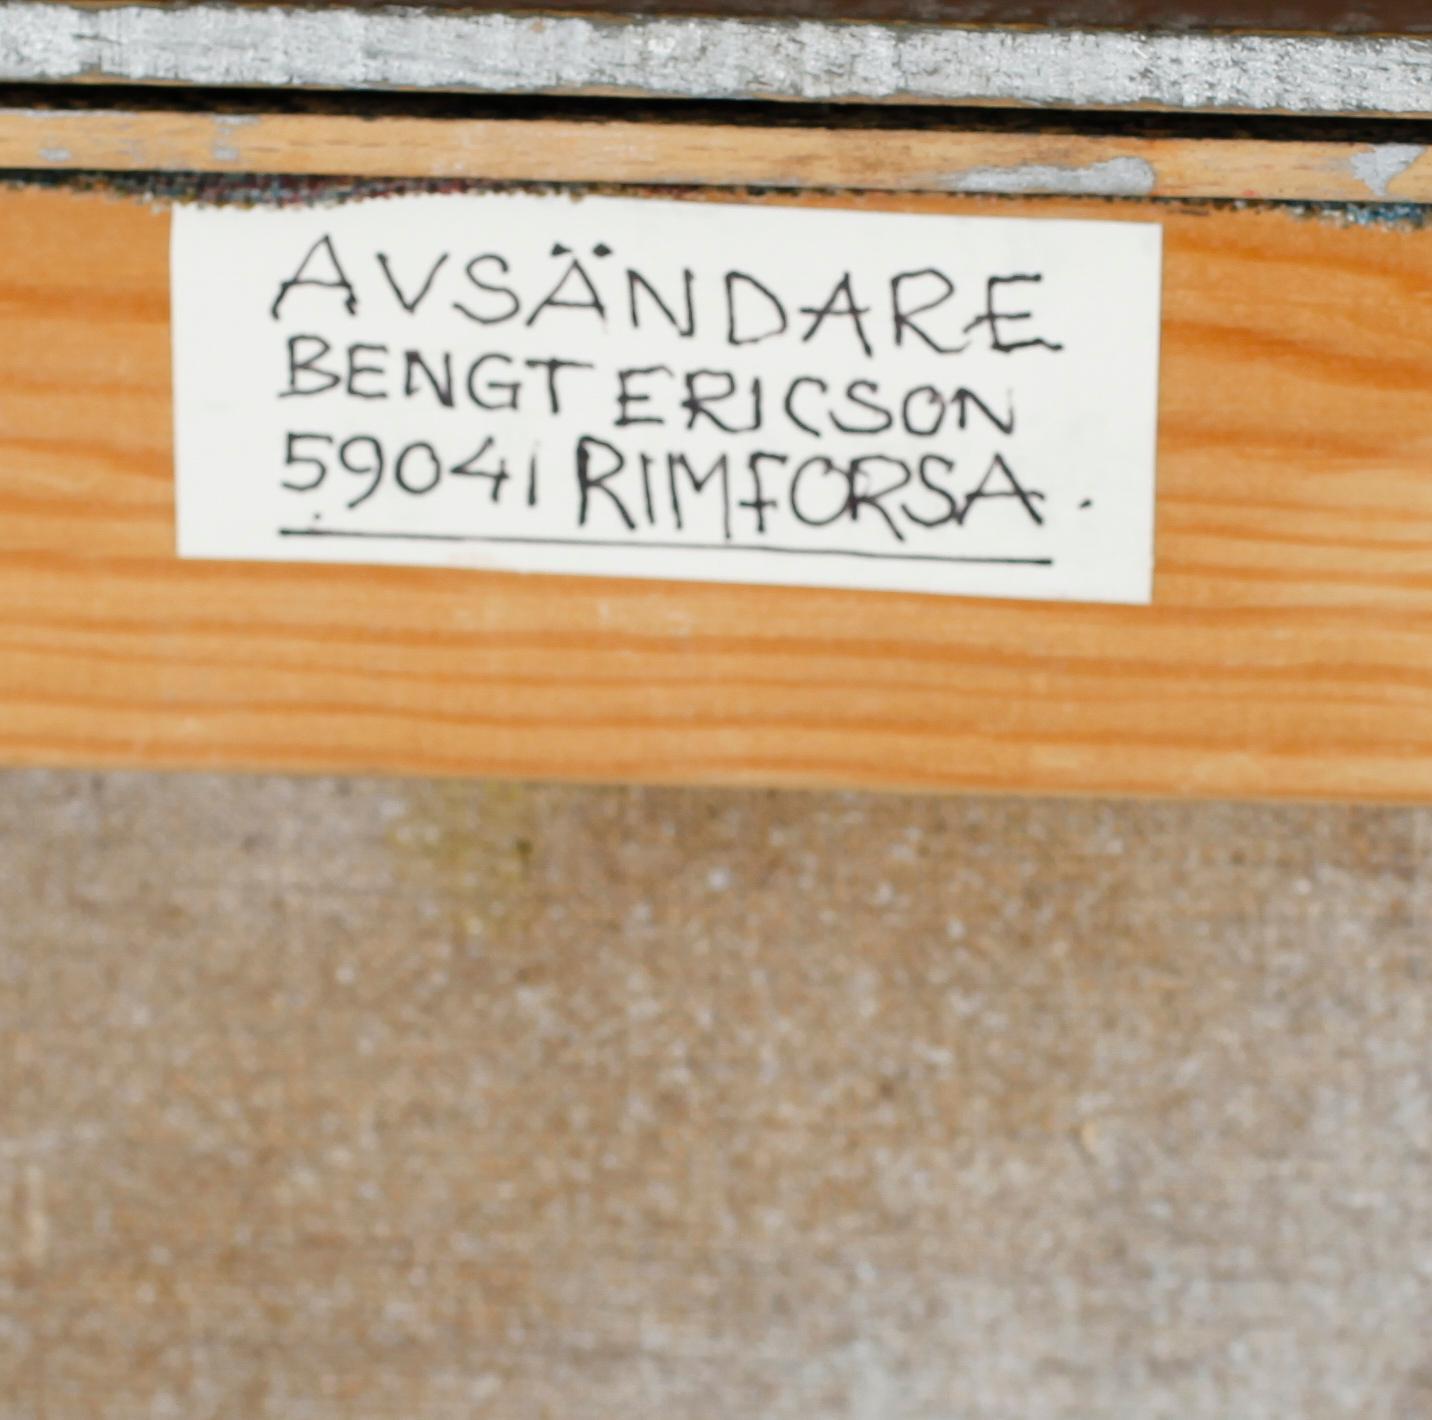 AVSÄNDARE
BENGT ERICSON
59041 RIMFORSA.